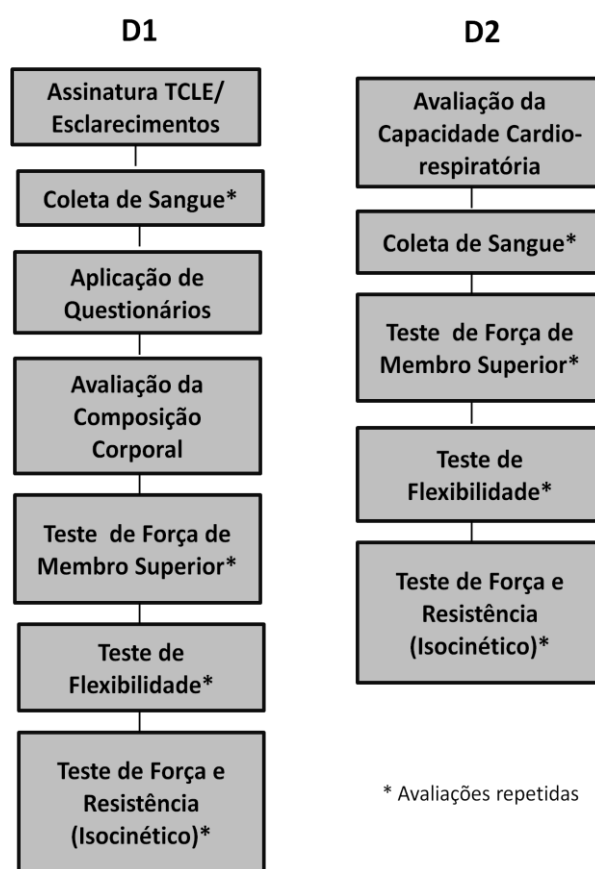 D1
Assinatura TCLE/
Esclarecimentos
Coleta de Sangue*
Aplicação de
Questionários
Avaliação da
Composição
Corporal
Teste de Força de
Membro Superior*
Teste de
Flexibilidade*
Teste de Força e
Resistência
(Isocinético)*
D2
Avaliação da
Capacidade Cardio-
respiratória
Coleta de Sangue*
Teste de Força de
Membro Superior*
Teste de
Flexibilidade*
Teste de Força e
Resistência
(Isocinético)*
* Avaliações repetidas